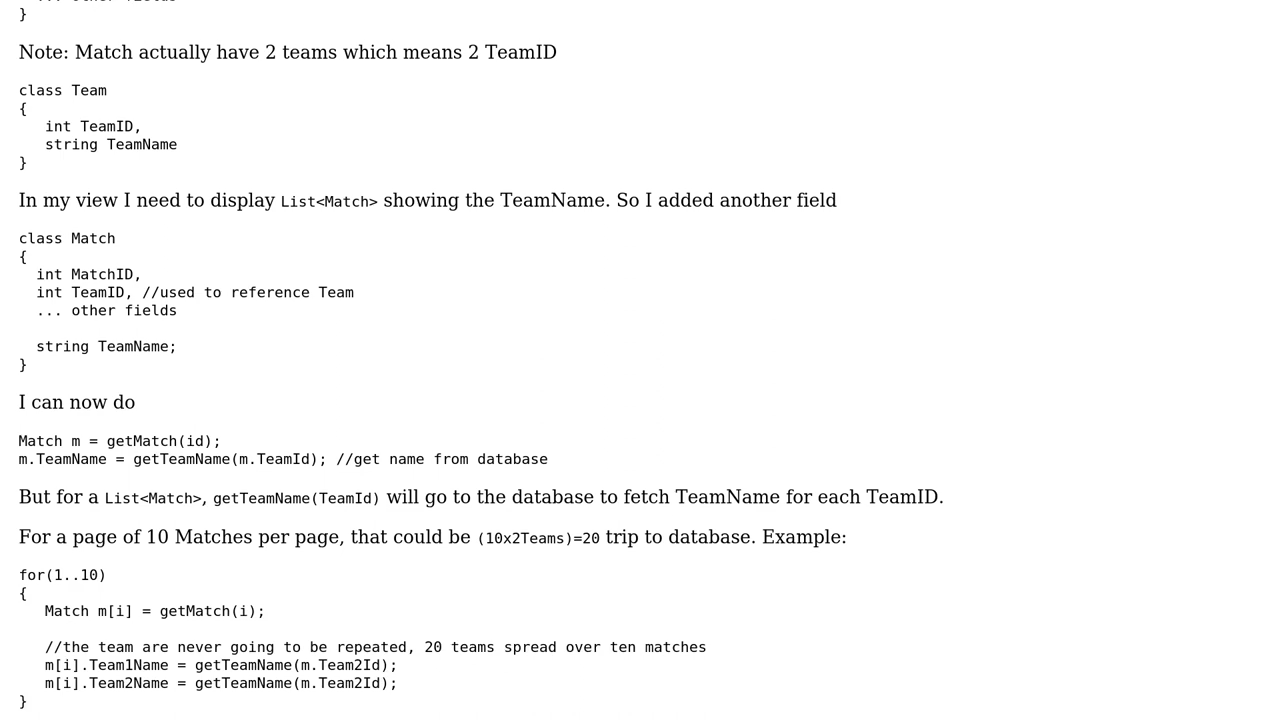 }
Note: Match actually have 2 teams which means 2 TeamID
class Team
{
   int TeamID,
   string TeamName
}
In my view I need to display List<Match> showing the TeamName. So I added another field
class Match
{
  int MatchID,
  int TeamID, //used to reference Team
  ... other fields
  string TeamName;
}
I can now do
Match m = getMatch(id);
m.TeamName = getTeamName(m.TeamId); //get name from database
But for a List<Match>, getTeamName(TeamId) will go to the database to fetch TeamName for each TeamID.
For a page of 10 Matches per page, that could be (10x2Teams)=20 trip to database. Example:
for(1..10)
{
   Match m[i] = getMatch(i);
   //the team are never going to be repeated, 20 teams spread over ten matches
   m[i].Team1Name = getTeamName(m.Team2Id);
   m[i].Team2Name = getTeamName(m.Team2Id);
}